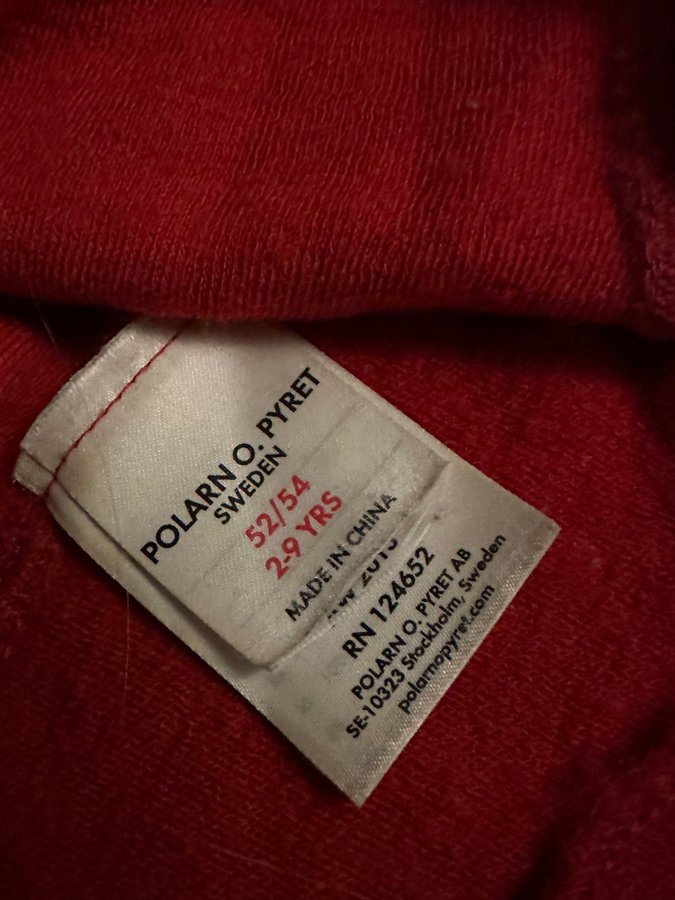 POLARN O. PYRET
SWEDEN
52/54
2-9 YRS
MADE IN CHINA
RN 124652
POLARN O. PYRET AB
SE-10323 Stockholm, Sweden
polarnopyret.com